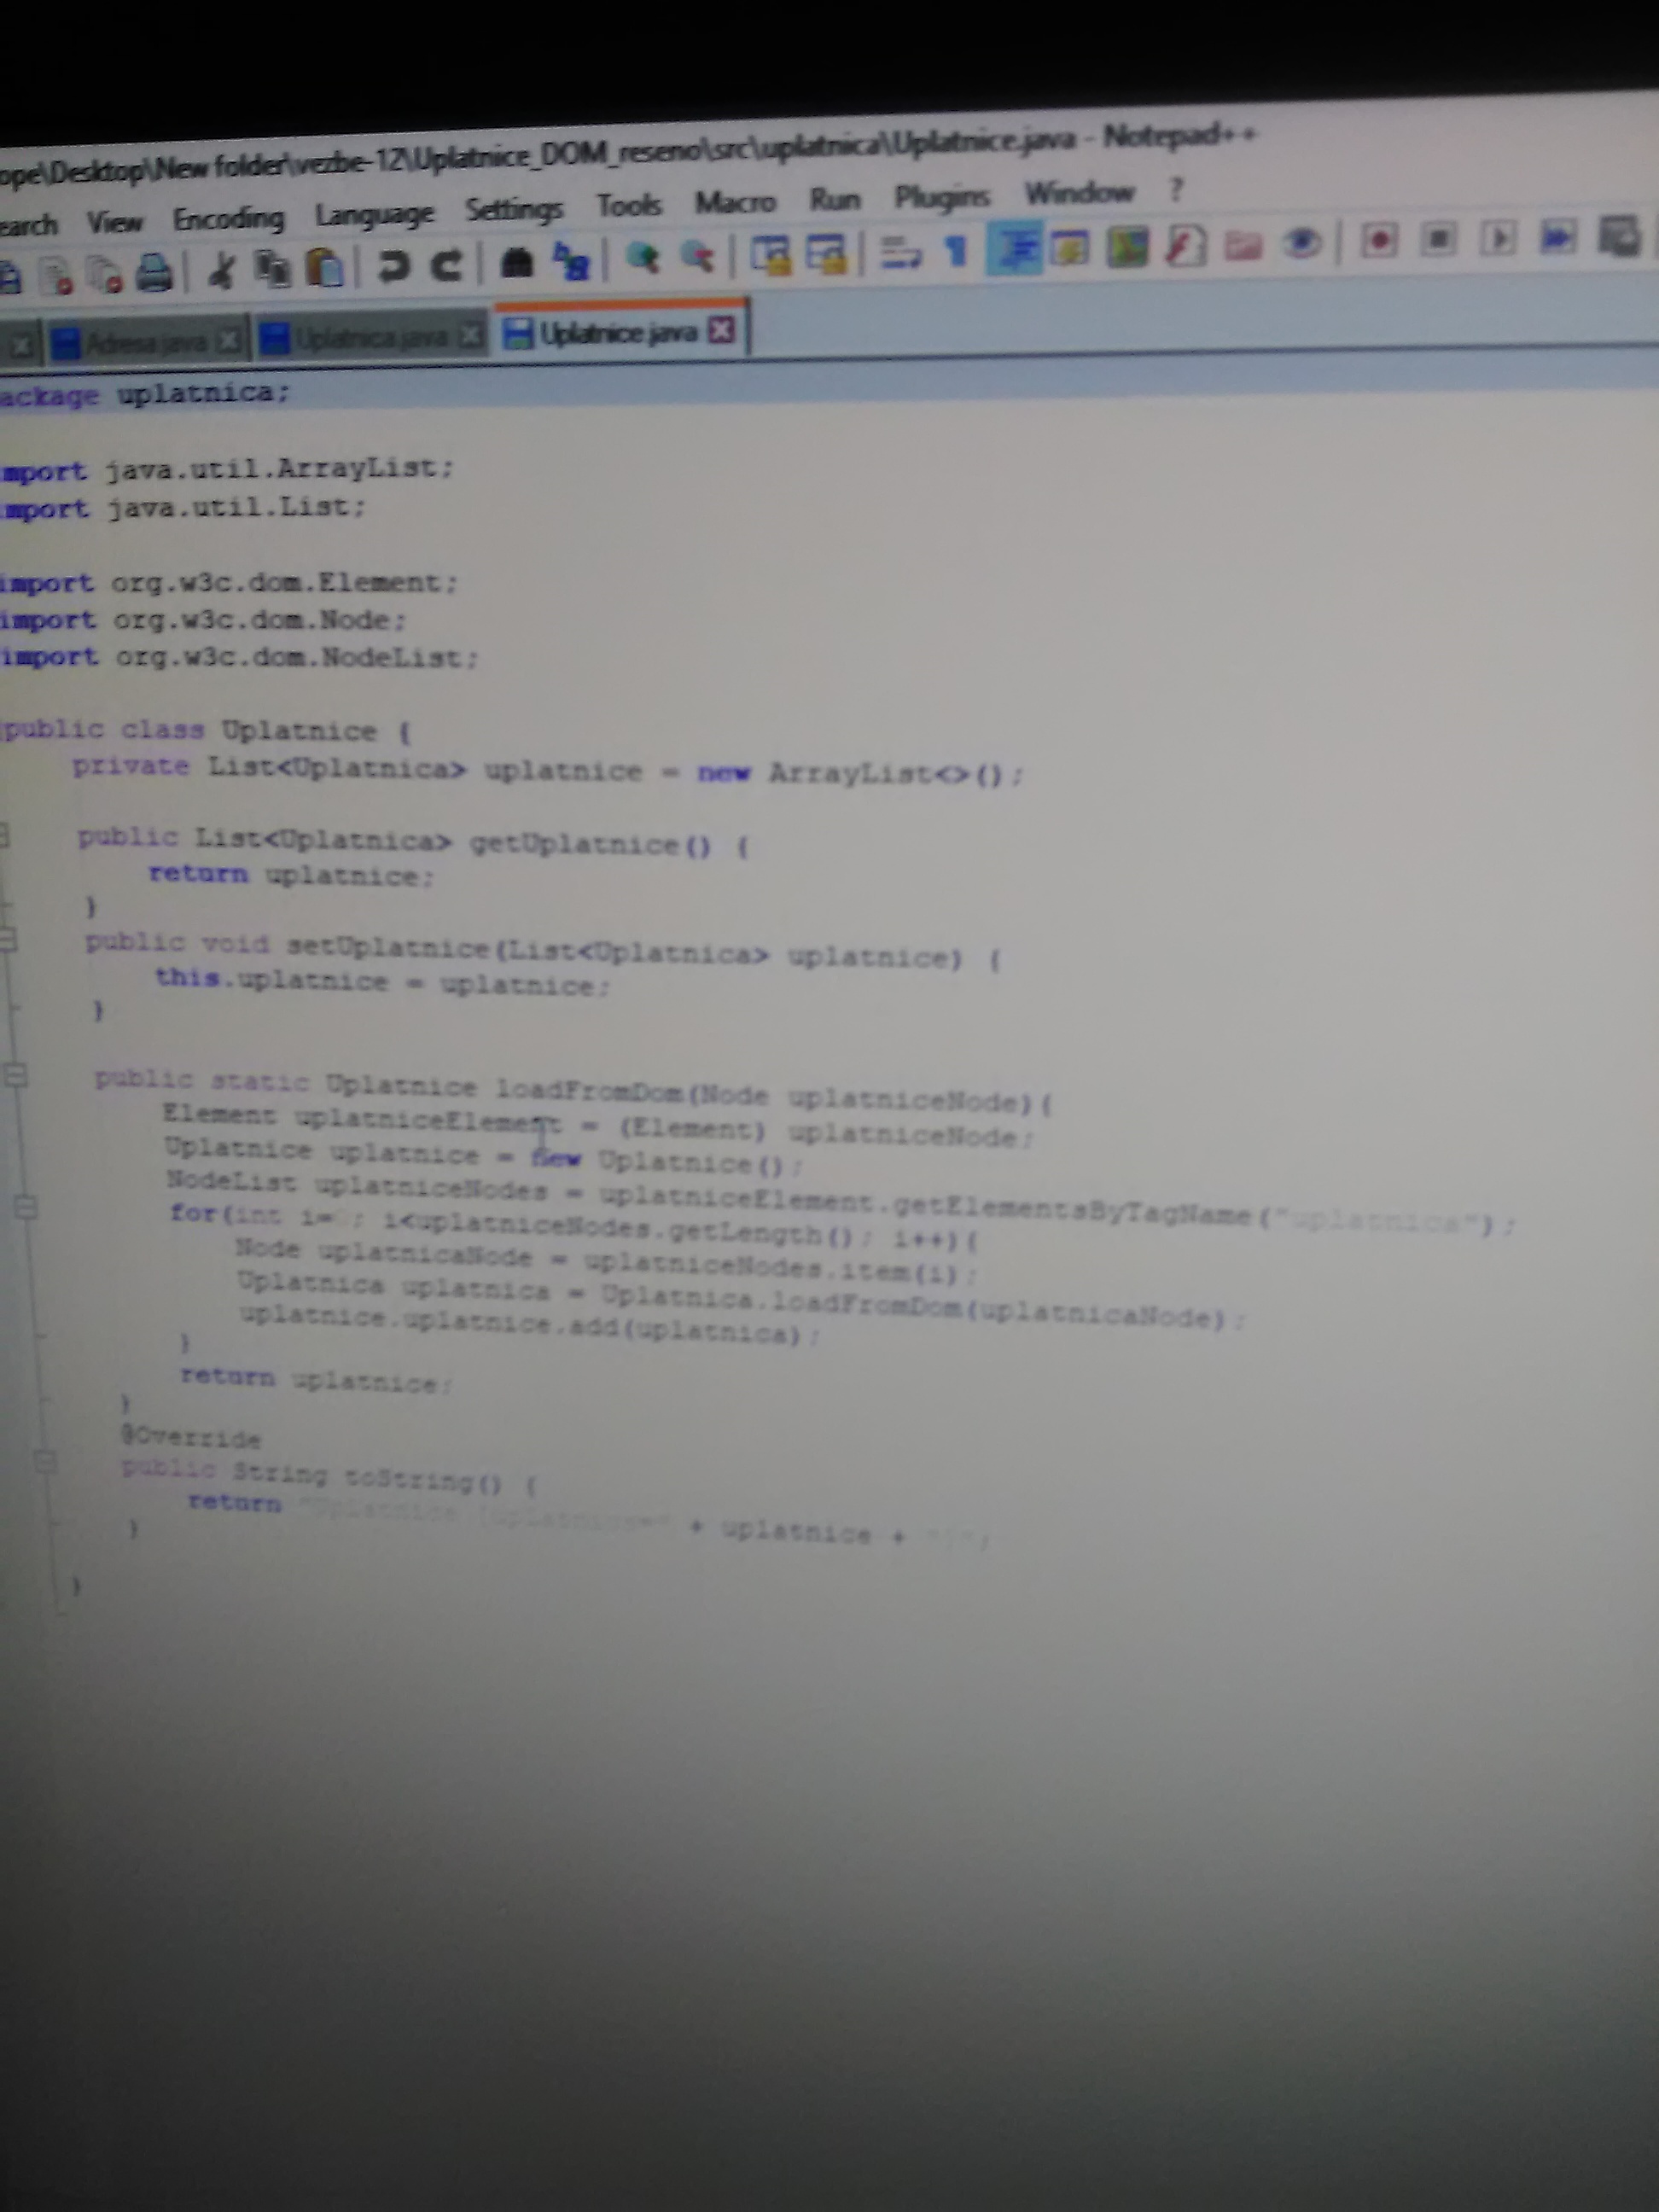 ope\Desktop\New folder\vezbe-12\Uplatnice_DOM_reseno\src\uplatnica\Uplatnice.java - Notepad++
earch View Encoding Language Settings Tools Macro Run Plugins Window ?
Adresa.java Uplatnica.java Uplatnice.java
ackage uplatnica;
mport java.util.ArrayList;
mport java.util.List;
import org.w3c.dom.Element;
import org.w3c.dom.Node;
import org.w3c.dom.NodeList;
public class Uplatnice {
private List<Uplatnica> uplatnice = new ArrayList<>();
public List<Uplatnica> getUplatnice() {
return uplatnice;
}
public void setUplatnice(List<Uplatnica> uplatnice) {
this.uplatnice = uplatnice;
}
public static Uplatnice loadFromDom(Node uplatniceNode){
Element uplatniceElement = (Element) uplatniceNode;
Uplatnice uplatnice = new Uplatnice();
NodeList uplatniceNodes = uplatniceElement.getElementsByTagName("uplatnica");
for(int i= ; i<uplatniceNodes.getLength(); i++){
Node uplatnicaNode = uplatniceNodes.item(i);
Uplatnica uplatnica = Uplatnica.loadFromDom(uplatnicaNode);
uplatnice.uplatnice.add(uplatnica);
}
return uplatnice;
}
@Override
public String toString() {
return "Uplatnice [uplatnice=" + uplatnice + 
}
}